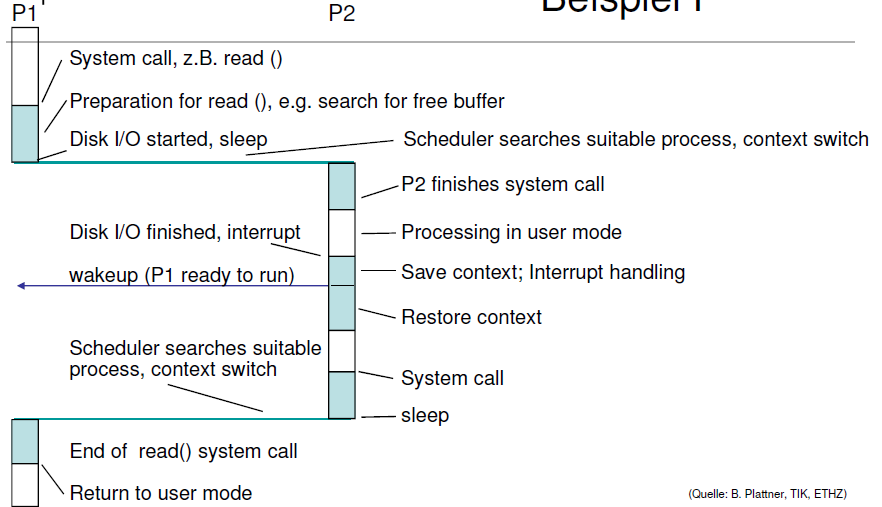 P1
P2
Beispiel I
System call, z.B. read ()
Preparation for read (), e.g. search for free buffer
Disk I/O started, sleep
Scheduler searches suitable process, context switch
P2 finishes system call
Disk I/O finished, interrupt
Processing in user mode
wakeup (P1 ready to run)
Save context; Interrupt handling
Restore context
Scheduler searches suitable
process, context switch
System call
sleep
End of read() system call
Return to user mode
(Quelle: B. Plattner, TIK, ETHZ)